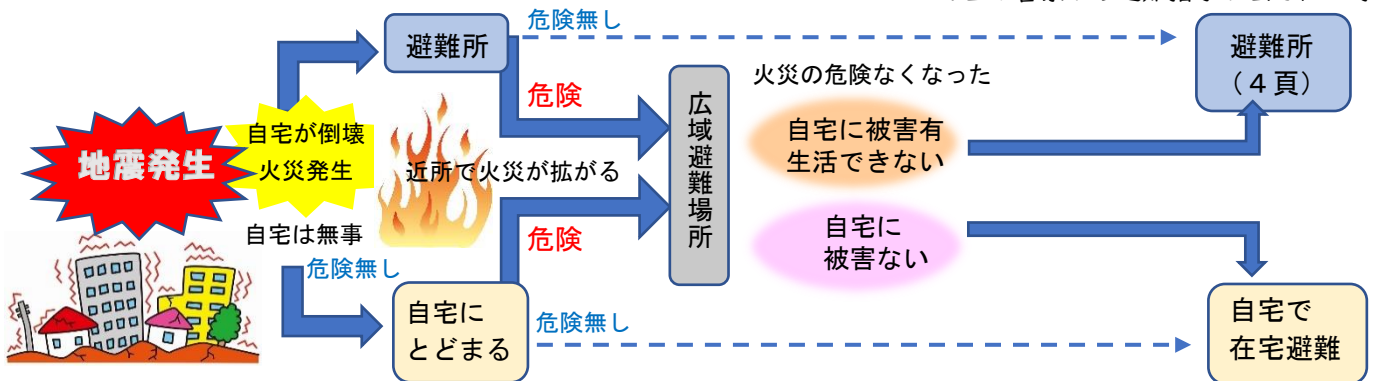 危険無し
避難所
避難所
(4頁)
火災の危険なくなった
危険
広域避難場所
自宅が倒壊
火災発生
自宅に被害有
生活できない
地震発生
近所で火災が拡がる
自宅は無事
危険
自宅に
被害ない
危険無し
自宅に
とどまる
危険無し
自宅で
在宅避難